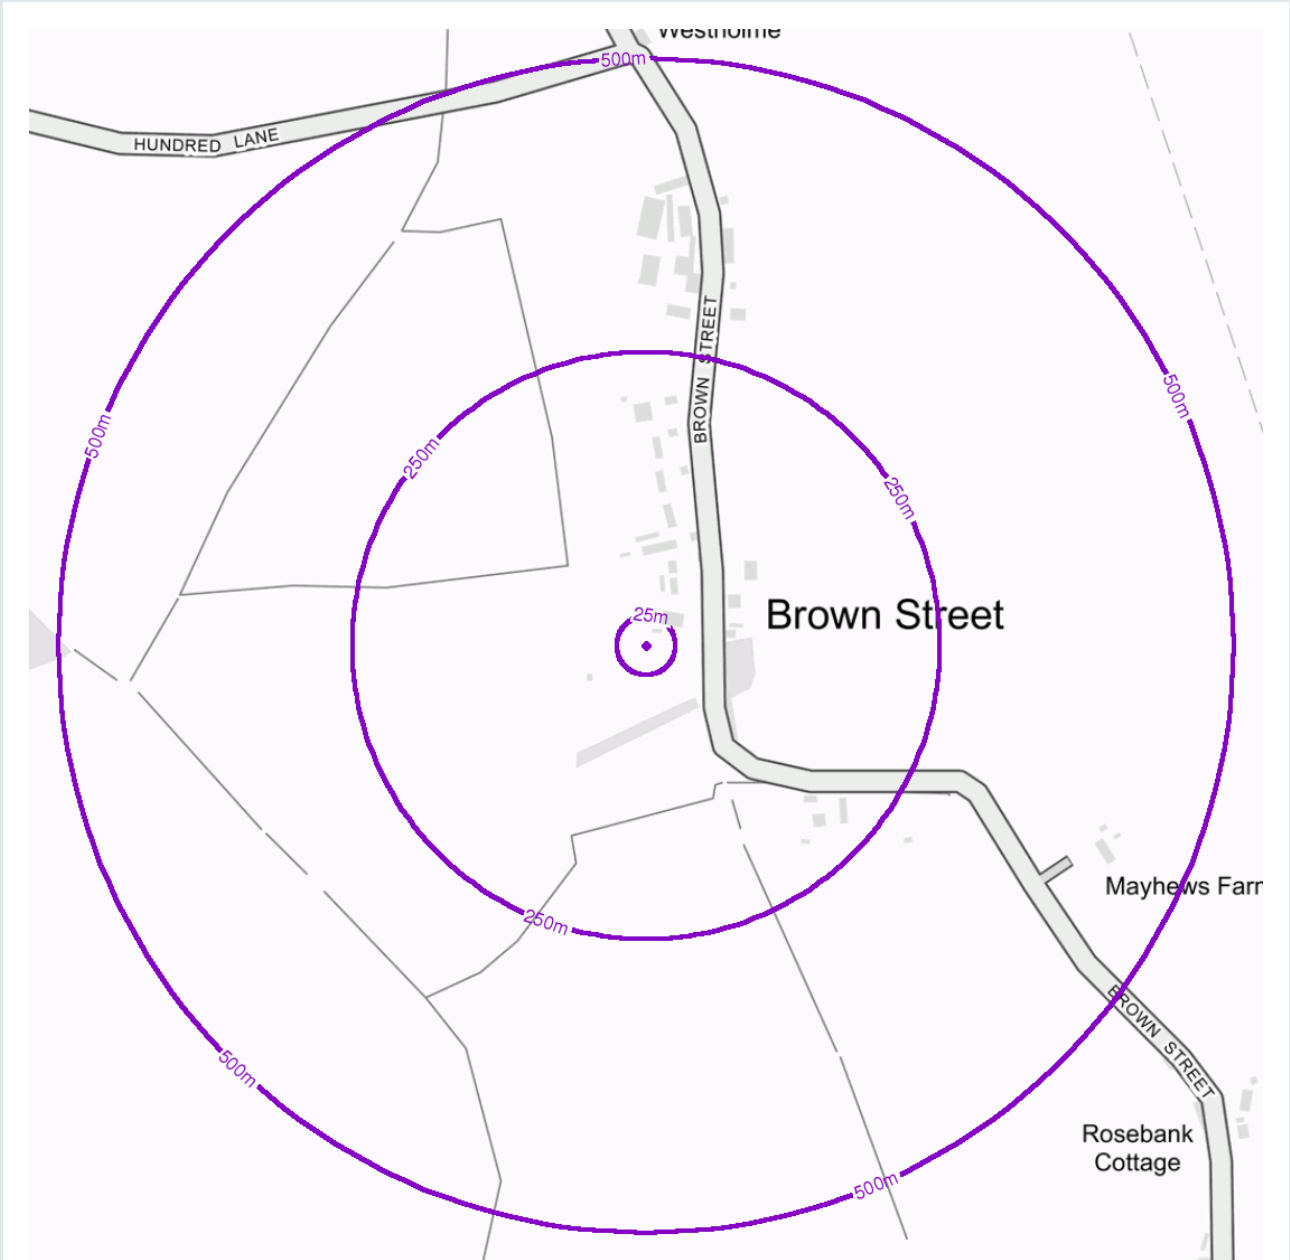 Westholme
500m
HUNDRED LANE
BROWN STREET
500m
500m
250m
250m
25m
Brown Street
Mayhews Farm
250m
BROWN STREET
500m
Rosebank
Cottage
500m